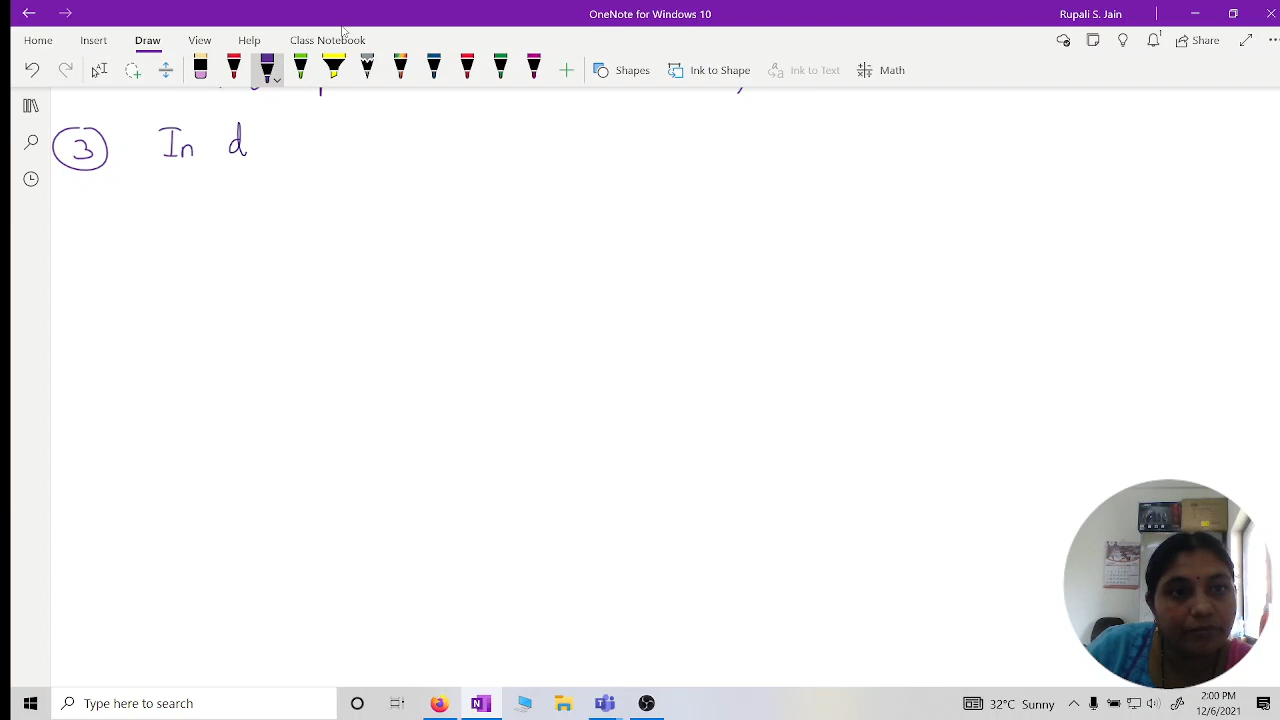 OneNote for Windows 10
Rupali S. Jain
Home Insert Draw View Help Class Notebook
Share
Shapes Ink to Shape Ink to Text Math
3 In d
Type here to search
32°C Sunny
2:00 PM
12/6/2021